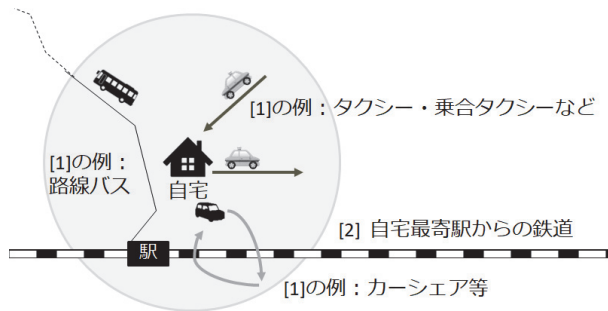 [1]の例：タクシー・乗合タクシーなど
[1]の例：
路線バス
自宅
[2] 自宅最寄駅からの鉄道
駅
[1]の例：カーシェア等